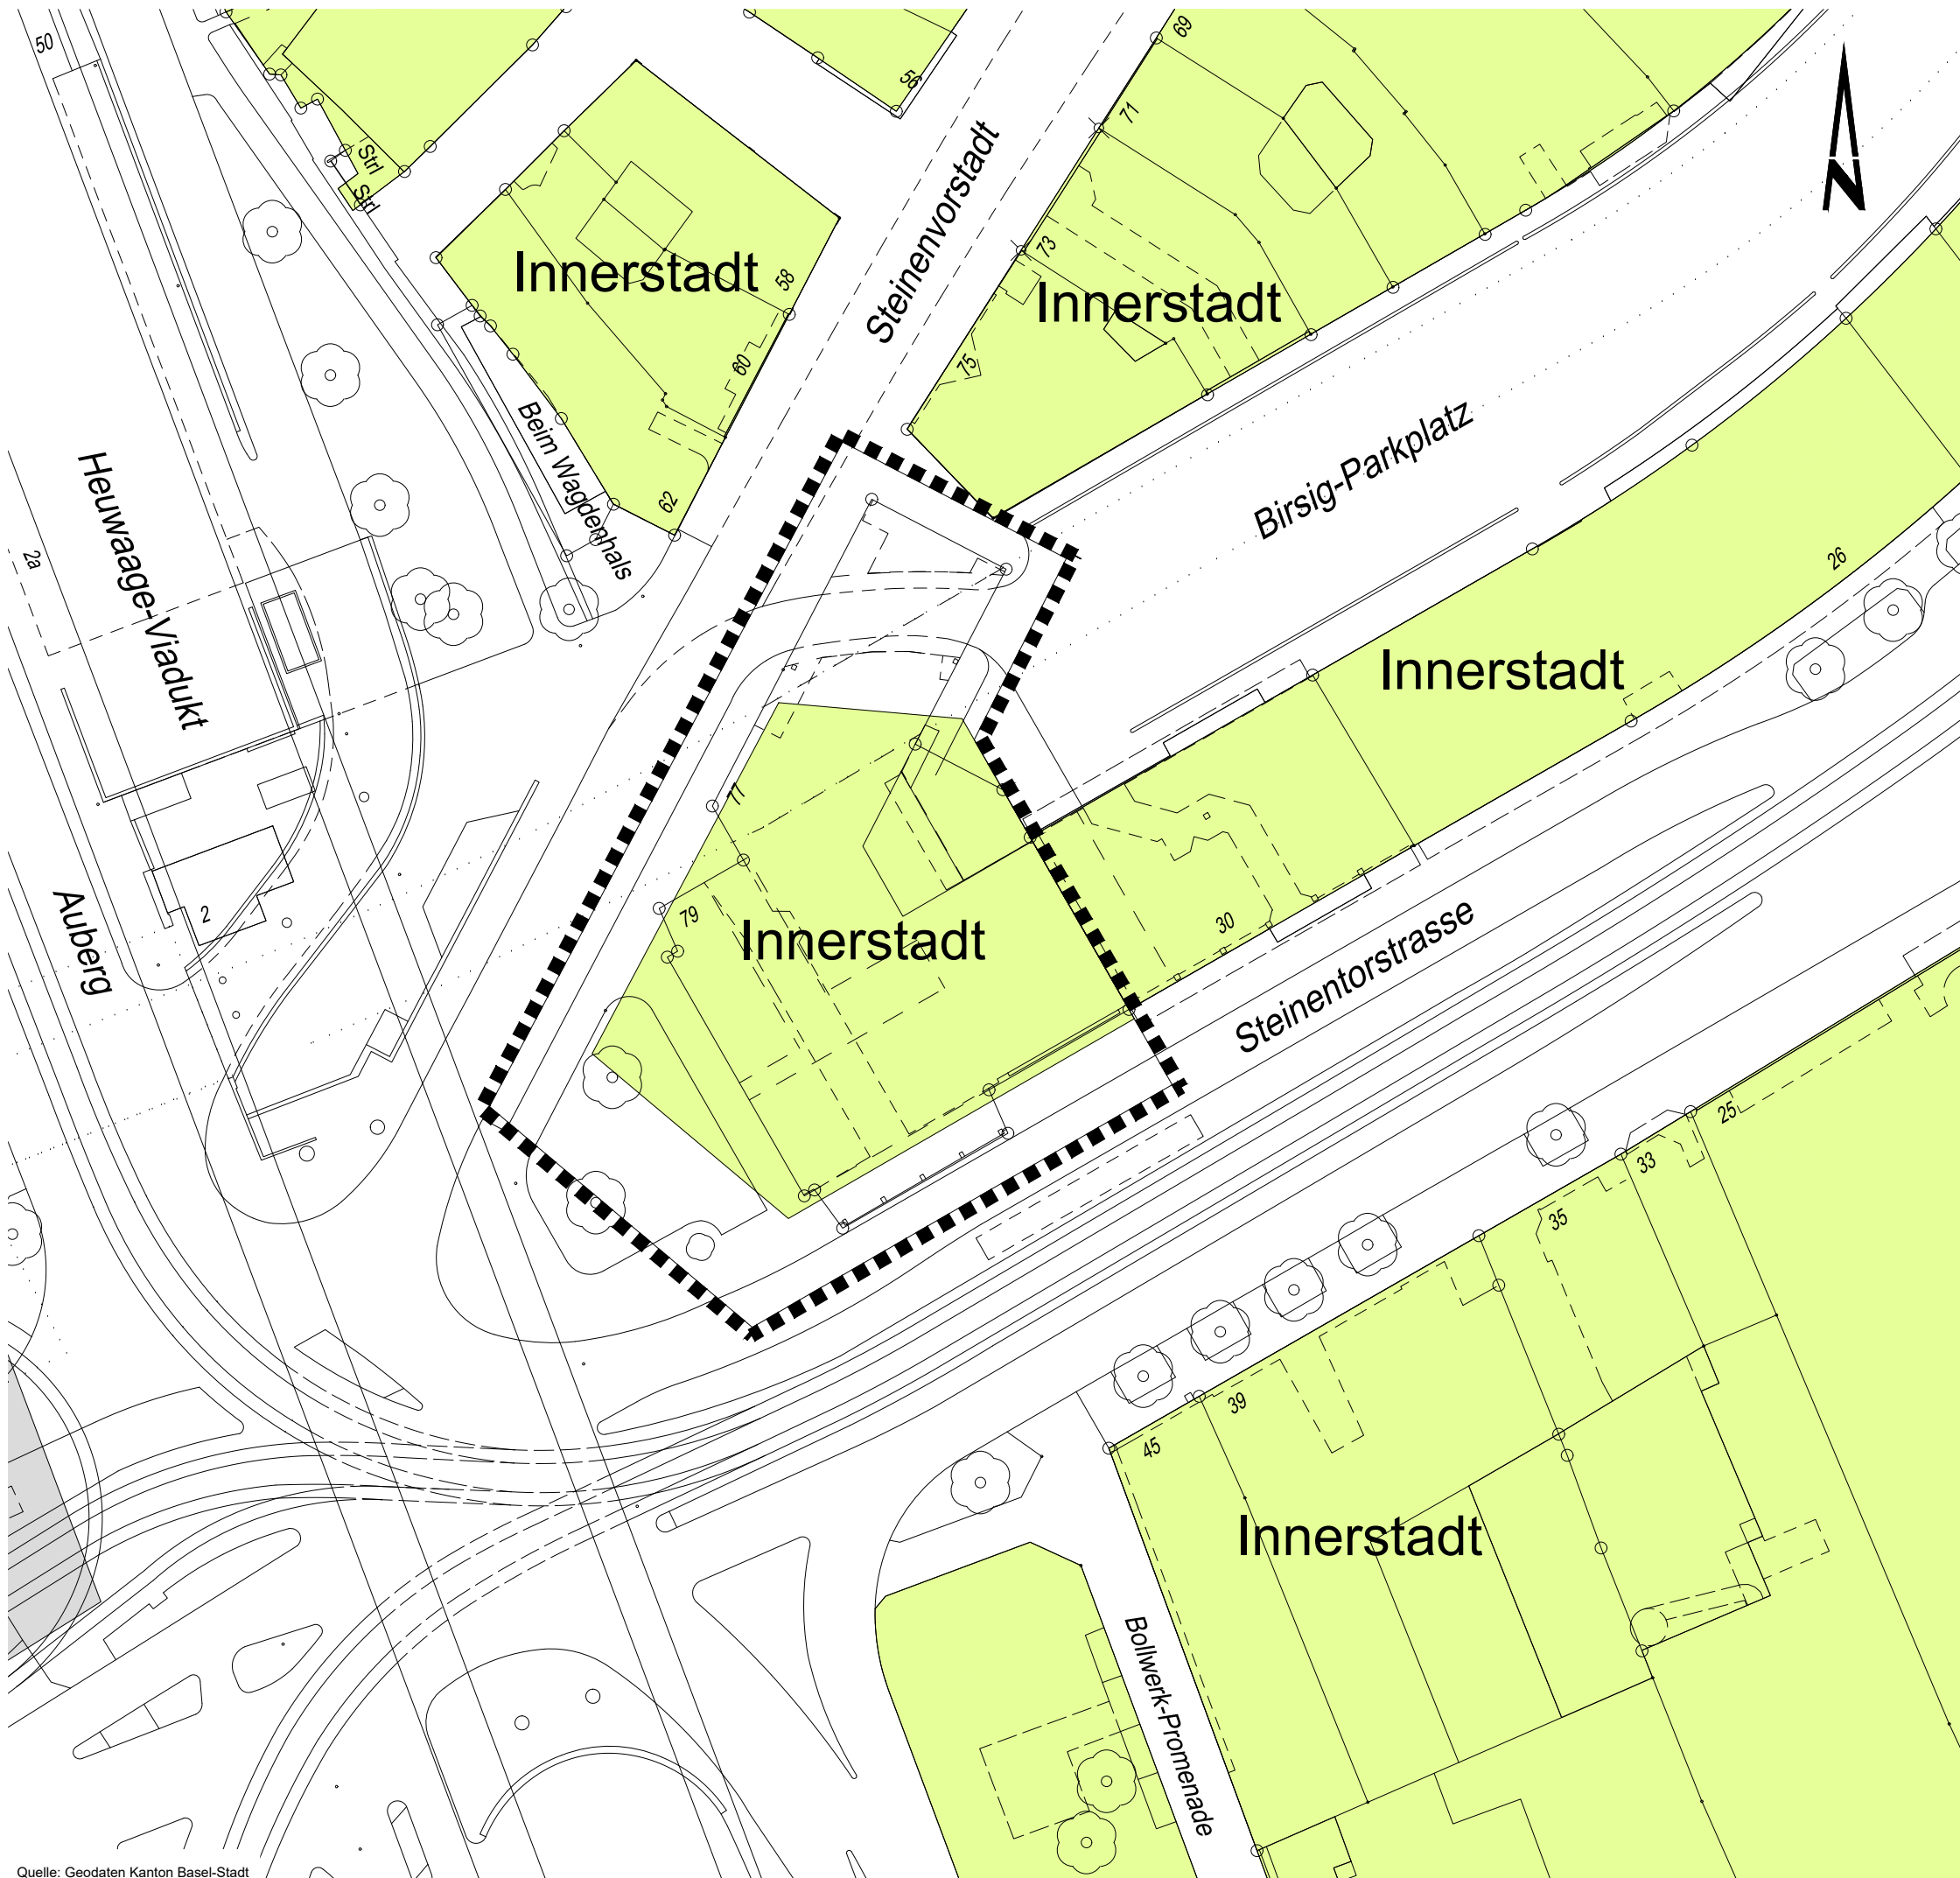 50
69
56
71
Strl
Strl
Steinenvorstadt
N
73
Innerstadt
58
Innerstadt
60
75
Birsig-Parkplatz
Beim Wagdenhals
62
Heuwaage-Viadukt
2a
26
Innerstadt
77
79
Innerstadt
30
Steinentorstrasse
Auberg
2
25
33
35
39
45
Innerstadt
Bollwerk-Promenade
Quelle: Geodaten Kanton Basel-Stadt